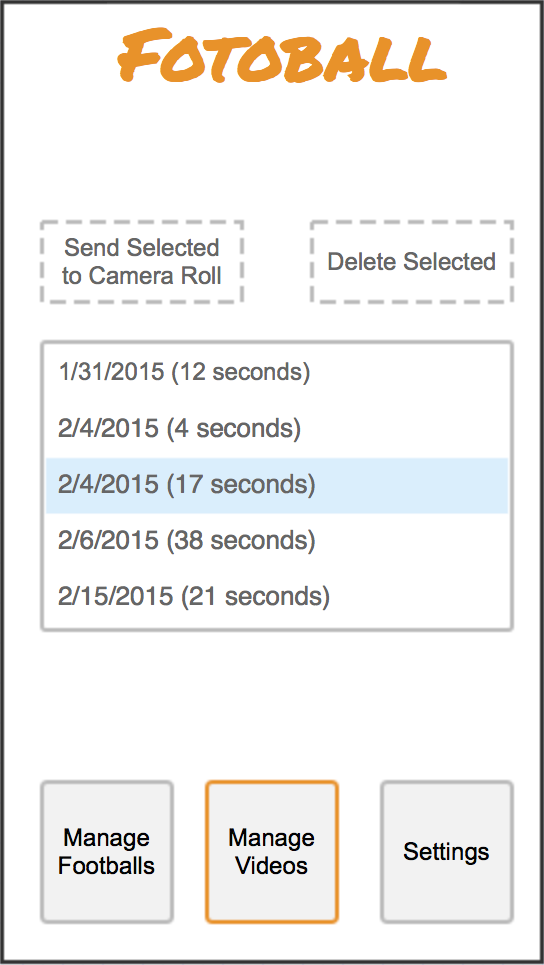 FOTOBALL
Send Selected
to Camera Roll
Delete Selected
1/31/2015 (12 seconds)
2/4/2015 (4 seconds)
2/4/2015 (17 seconds)
2/6/2015 (38 seconds)
2/15/2015 (21 seconds)
Manage
Footballs
Manage
Videos
Settings